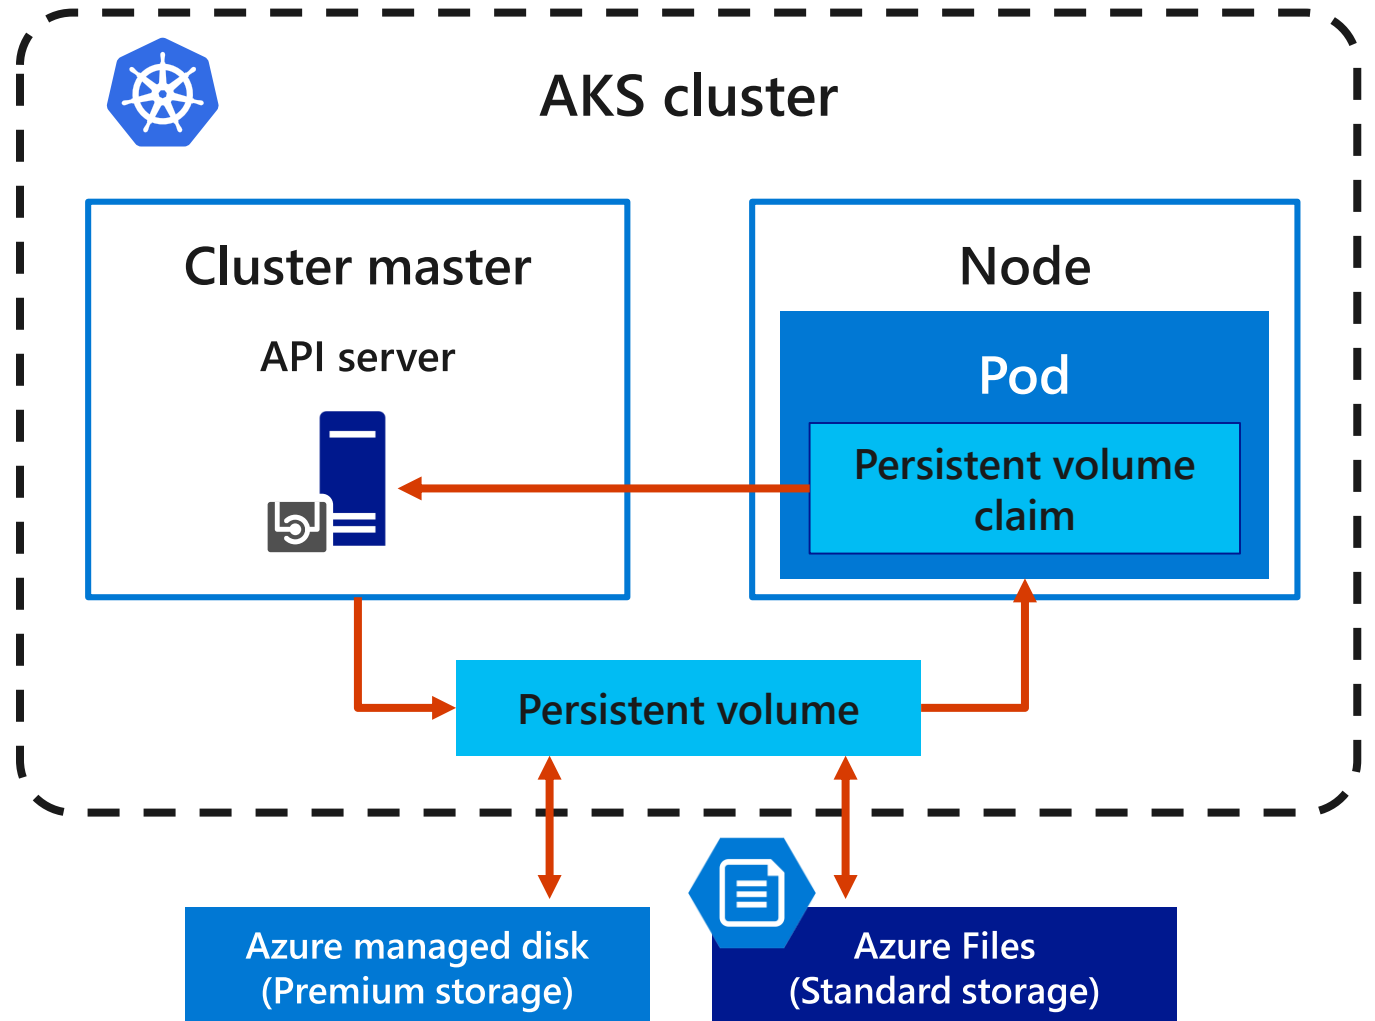 AKS cluster
Cluster master
API server
Node
Pod
Persistent volume
claim
Persistent volume
Azure managed disk
(Premium storage)
Azure Files
(Standard storage)